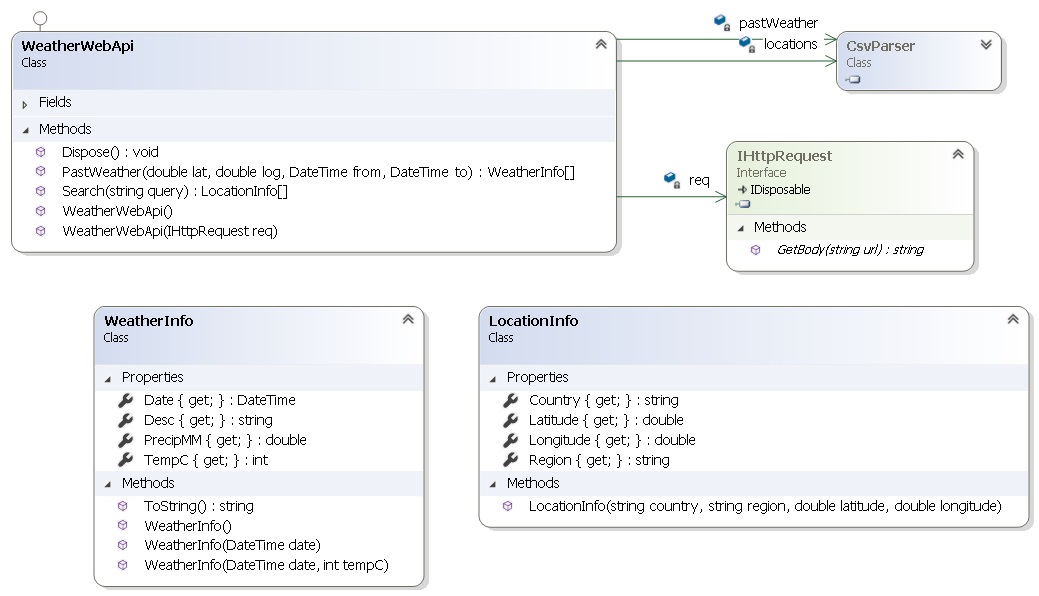 WeatherWebApi
Class
Fields
Methods
Dispose() : void
PastWeather(double lat, double log, DateTime from, DateTime to) : WeatherInfo[]
Search(string query) : LocationInfo[]
WeatherWebApi()
WeatherWebApi(IHttpRequest req)
pastWeather
locations
CsvParser
Class
req
IHttpRequest
Interface
IDisposable
Methods
GetBody(string url) : string
WeatherInfo
Class
Properties
Date { get; } : DateTime
Desc { get; } : string
PrecipMM { get; } : double
TempC { get; } : int
Methods
ToString() : string
WeatherInfo()
WeatherInfo(DateTime date)
WeatherInfo(DateTime date, int tempC)
LocationInfo
Class
Properties
Country { get; } : string
Latitude { get; } : double
Longitude { get; } : double
Region { get; } : string
Methods
LocationInfo(string country, string region, double latitude, double longitude)